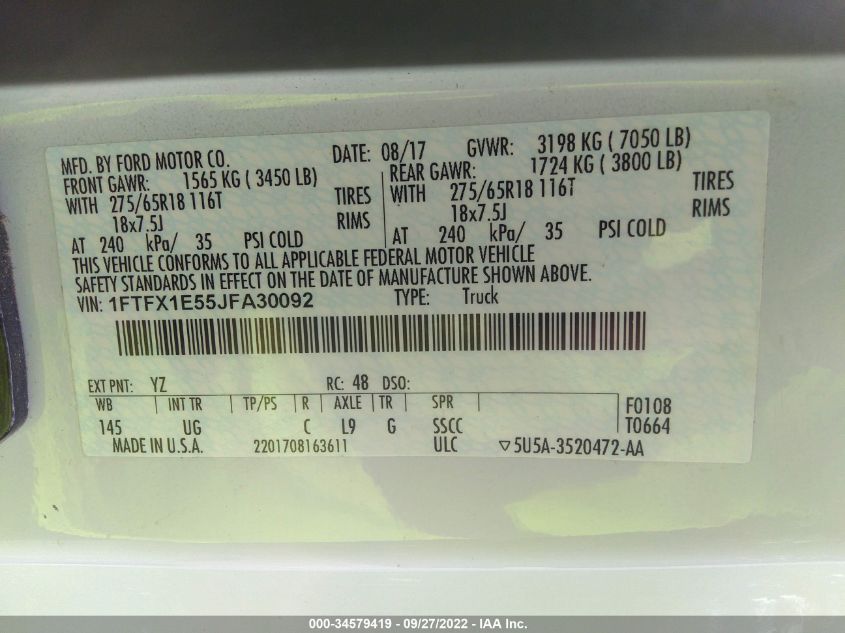 MFD. BY FORD MOTOR CO. DATE: 08/17 GVWR: 3198 KG ( 7050 LB)
FRONT GAWR: 1565 KG ( 3450 LB) REAR GAWR: 1724 KG ( 3800 LB)
WITH 275/65R18 116T TIRES WITH 275/65R18 116T TIRES
18x7.5J RIMS 18x7.5J RIMS
AT 240 kPa/ 35 PSI COLD AT 240 kPa/ 35 PSI COLD
THIS VEHICLE CONFORMS TO ALL APPLICABLE FEDERAL MOTOR VEHICLE
SAFETY STANDARDS IN EFFECT ON THE DATE OF MANUFACTURE SHOWN ABOVE.
VIN: 1FTFX1E55JFA30092 TYPE: Truck
EXT PNT: YZ RC: 48 DSO:
WB INT TR TP/PS R AXLE TR SPR F0108
145 UG C L9 G SSCC T0664
MADE IN U.S.A. 2201708163611 ULC ▽5U5A-3520472-AA
000-34579419 - 09/27/2022 - IAA Inc.